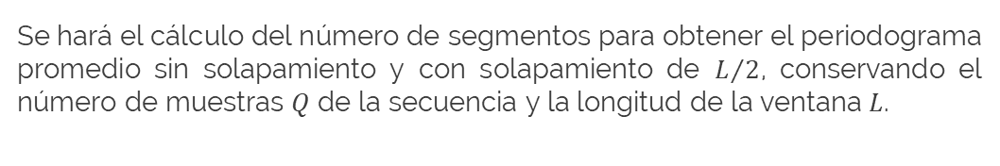 Se hará el cálculo del número de segmentos para obtener el periodograma
promedio sin solapamiento y con solapamiento de L/2, conservando el
número de muestras Q de la secuencia y la longitud de la ventana L.